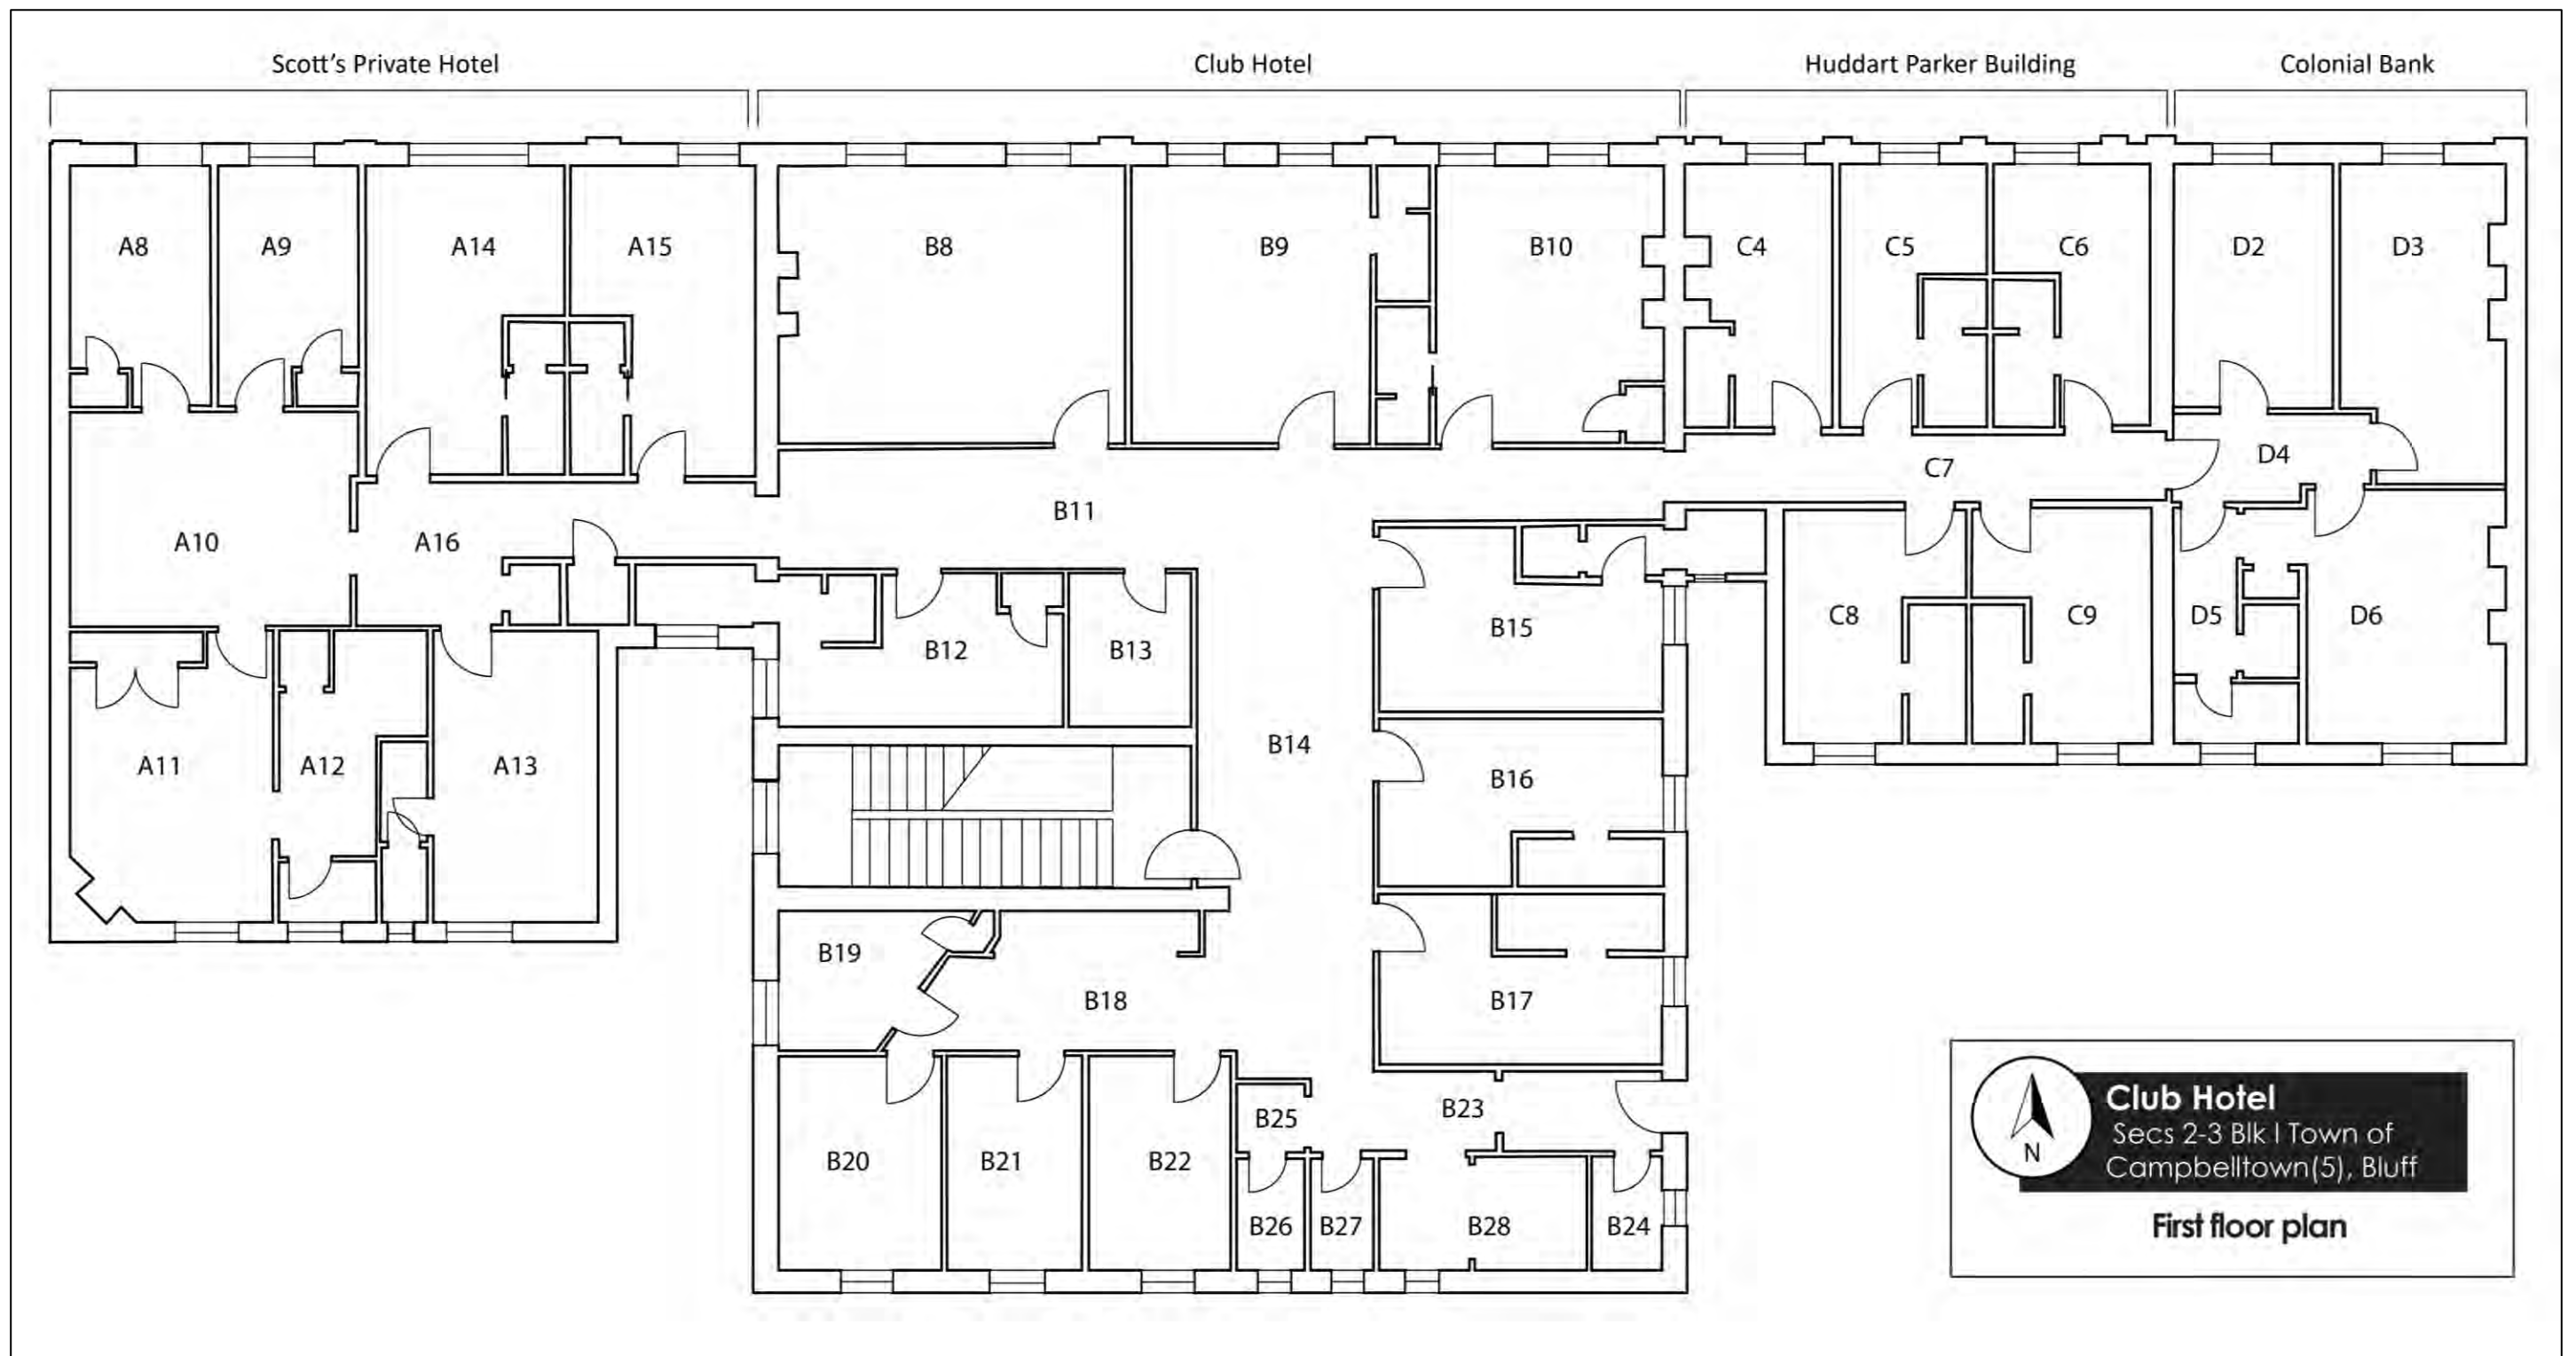 Scott's Private Hotel
Club Hotel
Huddart Parker Building
Colonial Bank
A8
A9
A14
A15
B8
B9
B10
C4
C5
C6
D2
D3
C7
D4
A10
A16
B11
B12
B13
B15
C8
C9
D5
D6
A11
A12
A13
B14
B16
B19
B18
B17
B20
B21
B22
B25
B23
B26
B27
B28
B24
N
Club Hotel
Secs 2-3 Blk I Town of
Campbelltown(5), Bluff
First floor plan